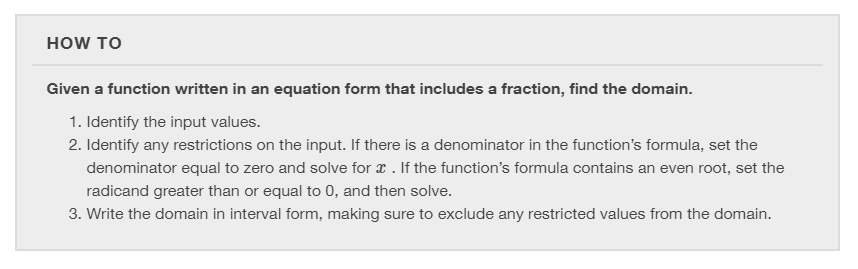 HOW TO
Given a function written in an equation form that includes a fraction, find the domain.
1. Identify the input values.
2. Identify any restrictions on the input. If there is a denominator in the function’s formula, set the
denominator equal to zero and solve for x . If the function’s formula contains an even root, set the
radicand greater than or equal to 0, and then solve.
3. Write the domain in interval form, making sure to exclude any restricted values from the domain.